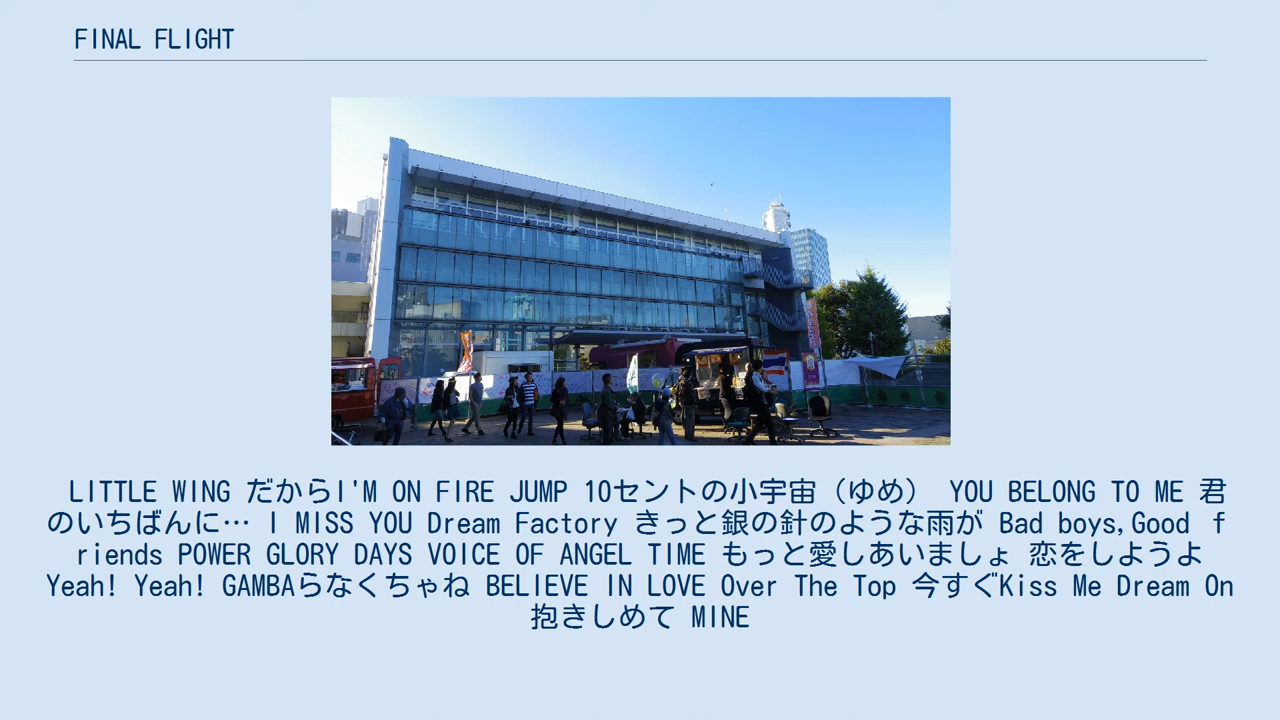 FINAL FLIGHT
LITTLE WING だからI'M ON FIRE JUMP 10セントの小宇宙（ゆめ） YOU BELONG TO ME 君
のいちばんに… I MISS YOU Dream Factory きっと銀の針のような雨が Bad boys,Good f
riends POWER GLORY DAYS VOICE OF ANGEL TIME もっと愛しあいましょ 恋をしようよ
Yeah! Yeah! GAMBAらなくちゃね BELIEVE IN LOVE Over The Top 今すぐKiss Me Dream On
抱きしめて MINE